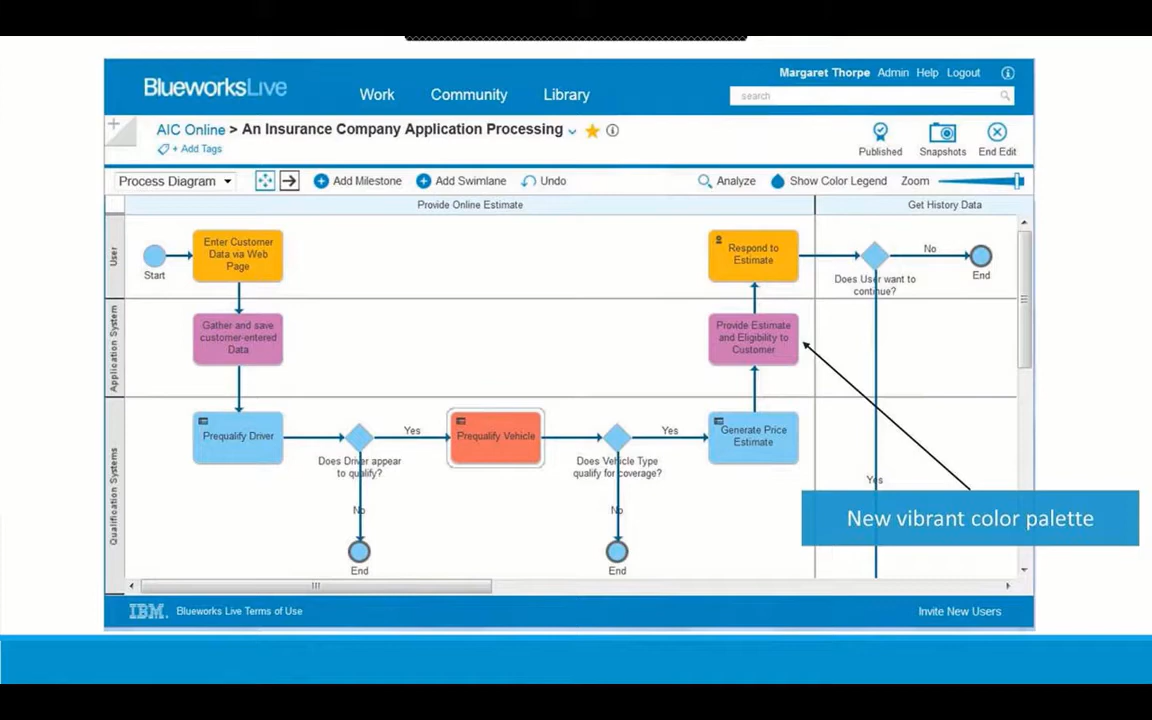 Margaret Thorpe Admin Help Logout
BlueworksLive
Work Community Library
search
AIC Online > An Insurance Company Application Processing
+ Add Tags
Published Snapshots End Edit
Process Diagram
Add Milestone
Add Swimlane
Undo
Analyze
Show Color Legend
Zoom
Provide Online Estimate
Get History Data
User
Start
Enter Customer
Data via Web
Page
Respond to
Estimate
Does User want to
continue?
No
End
Application System
Gather and save
customer-entered
Data
Provide Estimate
and Eligibility to
Customer
Qualification Systems
Prequalify Driver
Does Driver appear
to qualify?
Yes
Prequalify Vehicle
Does Vehicle Type
qualify for coverage?
Yes
Generate Price
Estimate
Yes
No
No
End
End
New vibrant color palette
IBM. Blueworks Live Terms of Use
Invite New Users